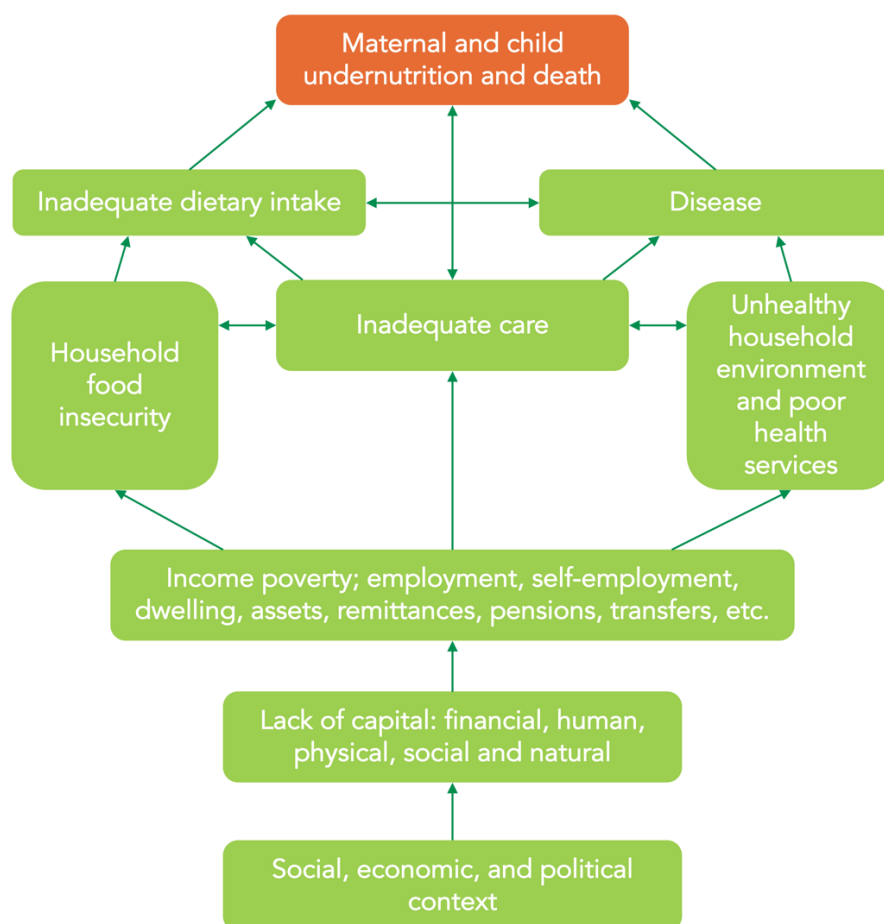 Maternal and child
undernutrition and death
Inadequate dietary intake
Disease
Household
food
insecurity
Inadequate care
Unhealthy
household
environment
and poor
health
services
Income poverty; employment, self-employment,
dwelling, assets, remittances, pensions, transfers, etc.
Lack of capital: financial, human,
physical, social and natural
Social, economic, and political
context